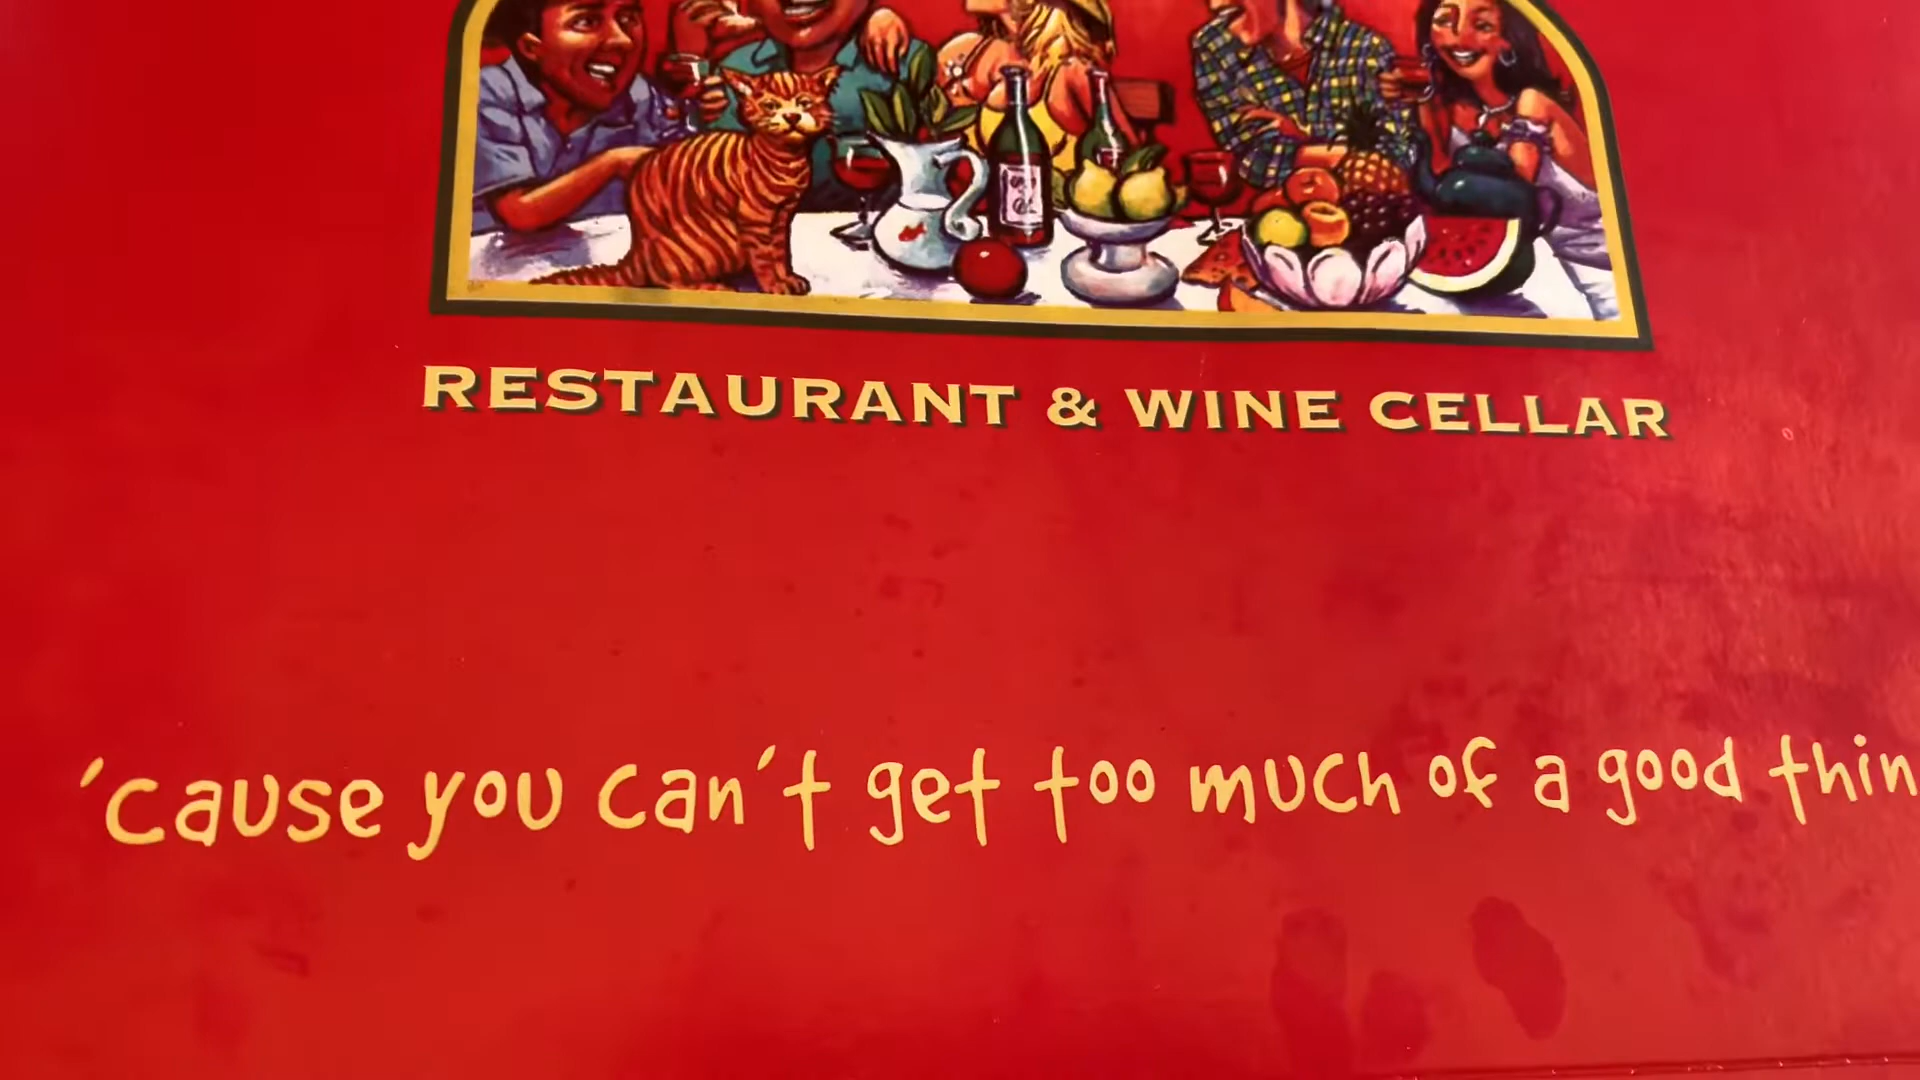 RESTAURANT & WINE CELLAR
'cause you can't get too much of a good thin